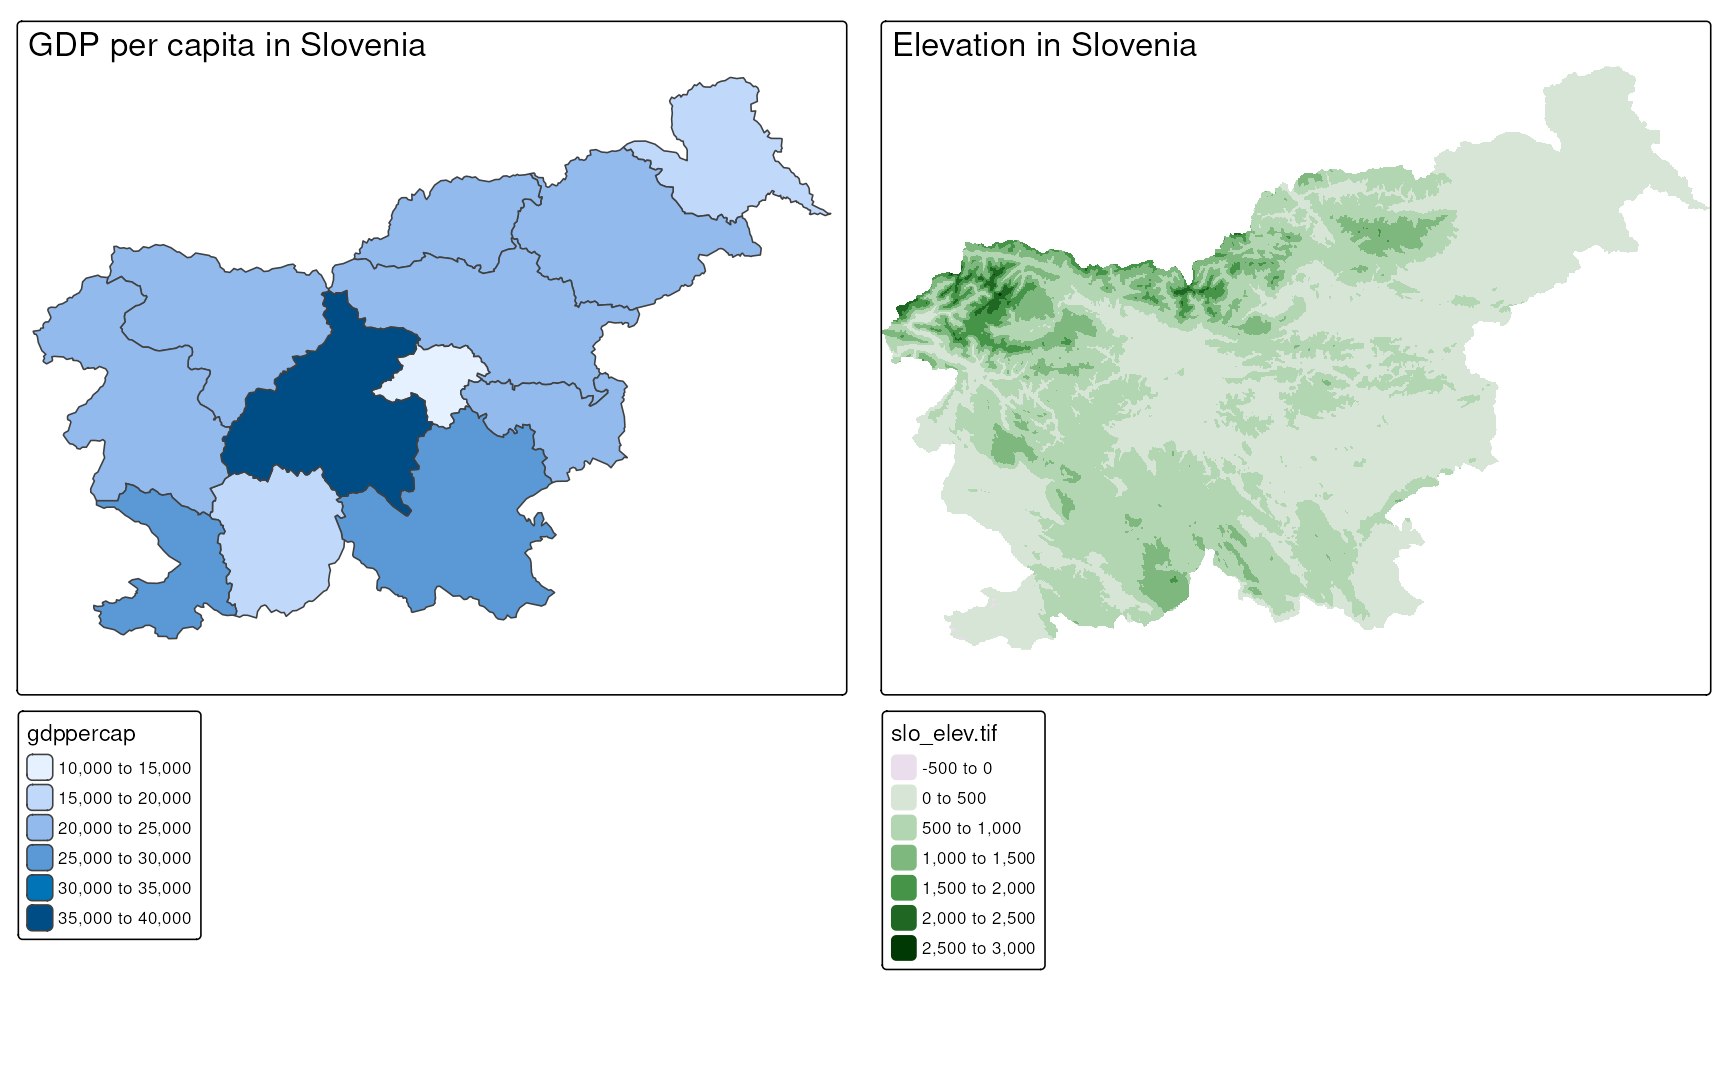 GDP per capita in Slovenia
gdppercap
10,000 to 15,000
15,000 to 20,000
20,000 to 25,000
25,000 to 30,000
30,000 to 35,000
35,000 to 40,000
Elevation in Slovenia
slo_elev.tif
-500 to 0
0 to 500
500 to 1,000
1,000 to 1,500
1,500 to 2,000
2,000 to 2,500
2,500 to 3,000